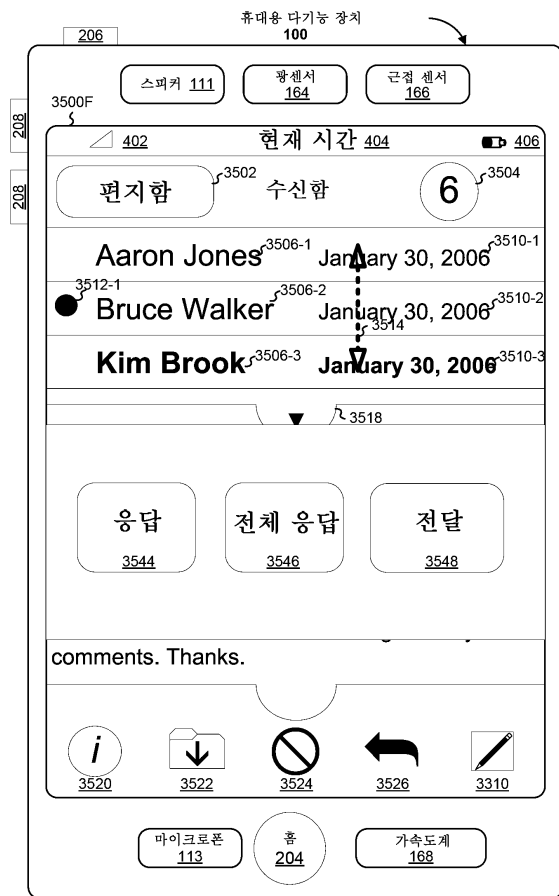 휴대용 다기능 장치
100
206
스피커 111
광센서
164
근접 센서
166
3500F
208
208
402
현재 시간 404
406
편지함
3502
수신함
6
3504
Aaron Jones
3506-1
January 30, 2006
3510-1
3512-1
Bruce Walker
3506-2
January 30, 2006
3510-2
3514
Kim Brook
3506-3
January 30, 2006
3510-3
3518
응답
3544
전체 응답
3546
전달
3548
comments. Thanks.
i
3520
3522
3524
3526
3310
마이크로폰
113
홈
204
가속도계
168